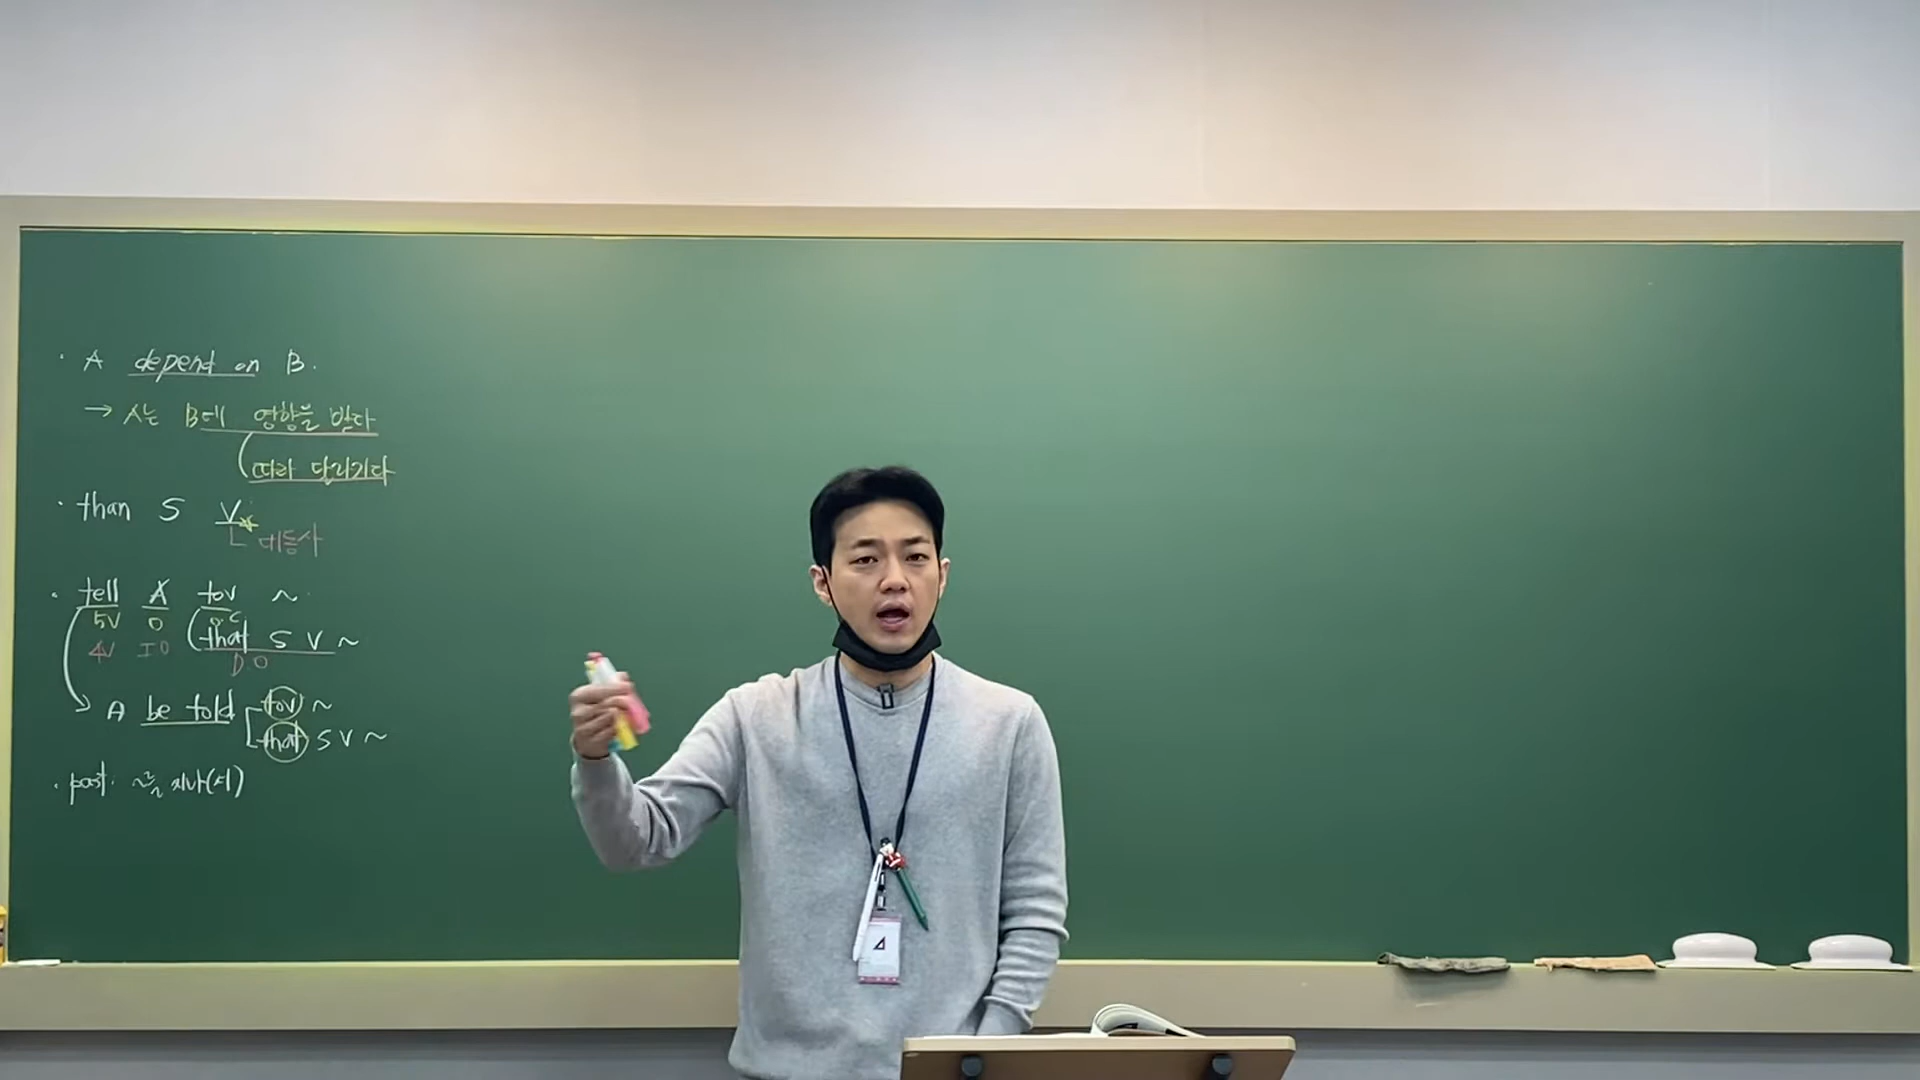 · A depend on B.
→ A는 B에 영향을 받다
(따라 달라지다
· than S V
대동사
· tell A to V ~
5V O O.C
(that S V ~
4V I O
D O
A be told to V ~
that S V ~
· past: ~를 지나(서)